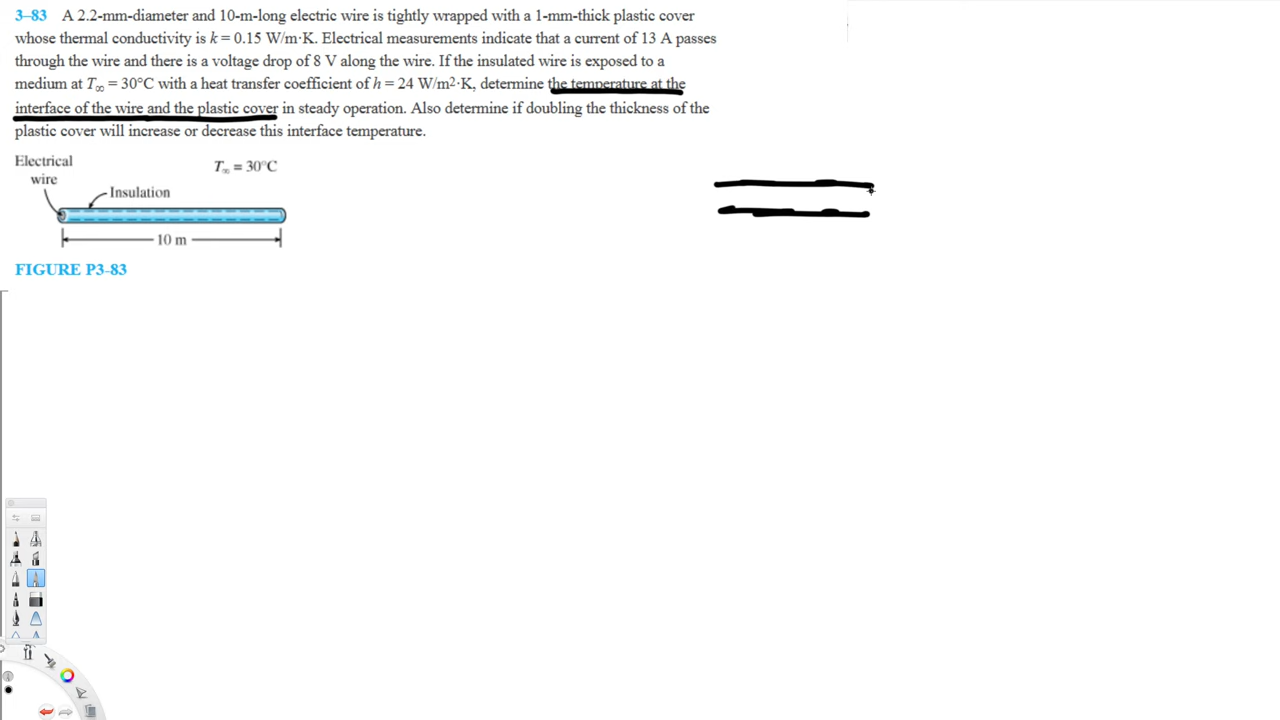 3–83 A 2.2-mm-diameter and 10-m-long electric wire is tightly wrapped with a 1-mm-thick plastic cover
whose thermal conductivity is k = 0.15 W/m·K. Electrical measurements indicate that a current of 13 A passes
through the wire and there is a voltage drop of 8 V along the wire. If the insulated wire is exposed to a
medium at T∞ = 30°C with a heat transfer coefficient of h = 24 W/m2·K, determine the temperature at the
interface of the wire and the plastic cover in steady operation. Also determine if doubling the thickness of the
plastic cover will increase or decrease this interface temperature.
Electrical
wire
T∞ = 30°C
Insulation
10 m
FIGURE P3-83